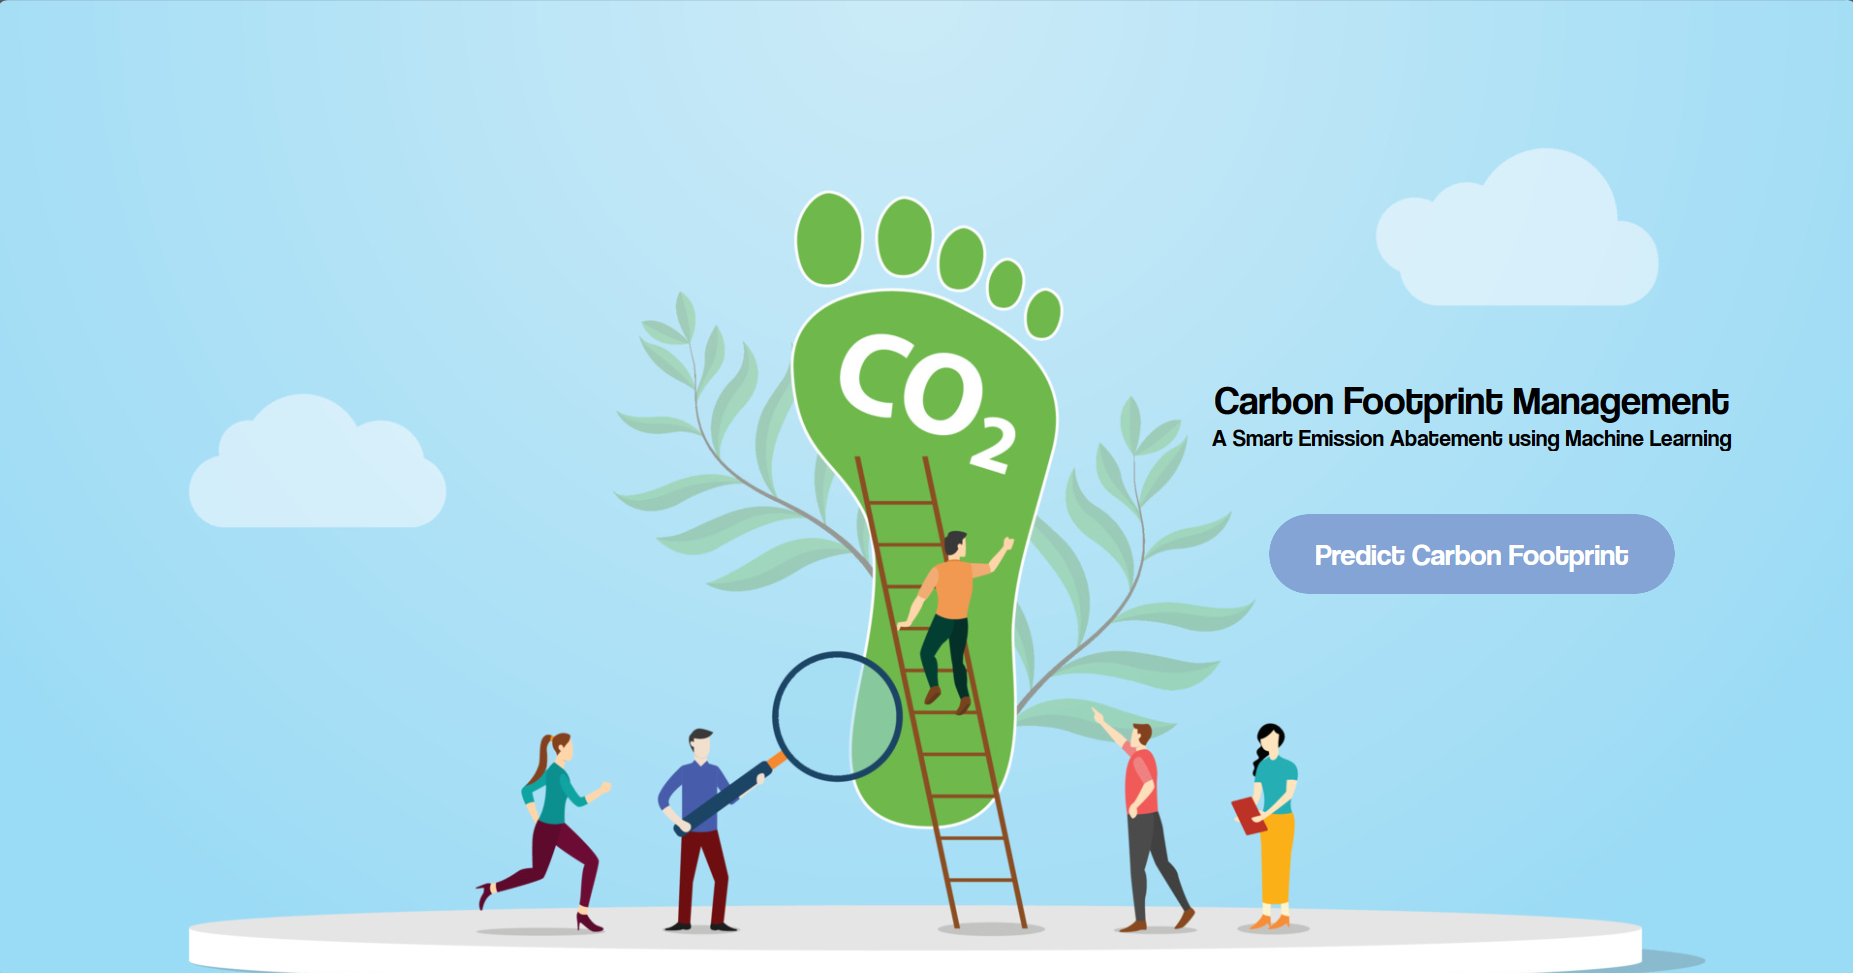 CO₂
Carbon Footprint Management
A Smart Emission Abatement using Machine Learning
Predict Carbon Footprint